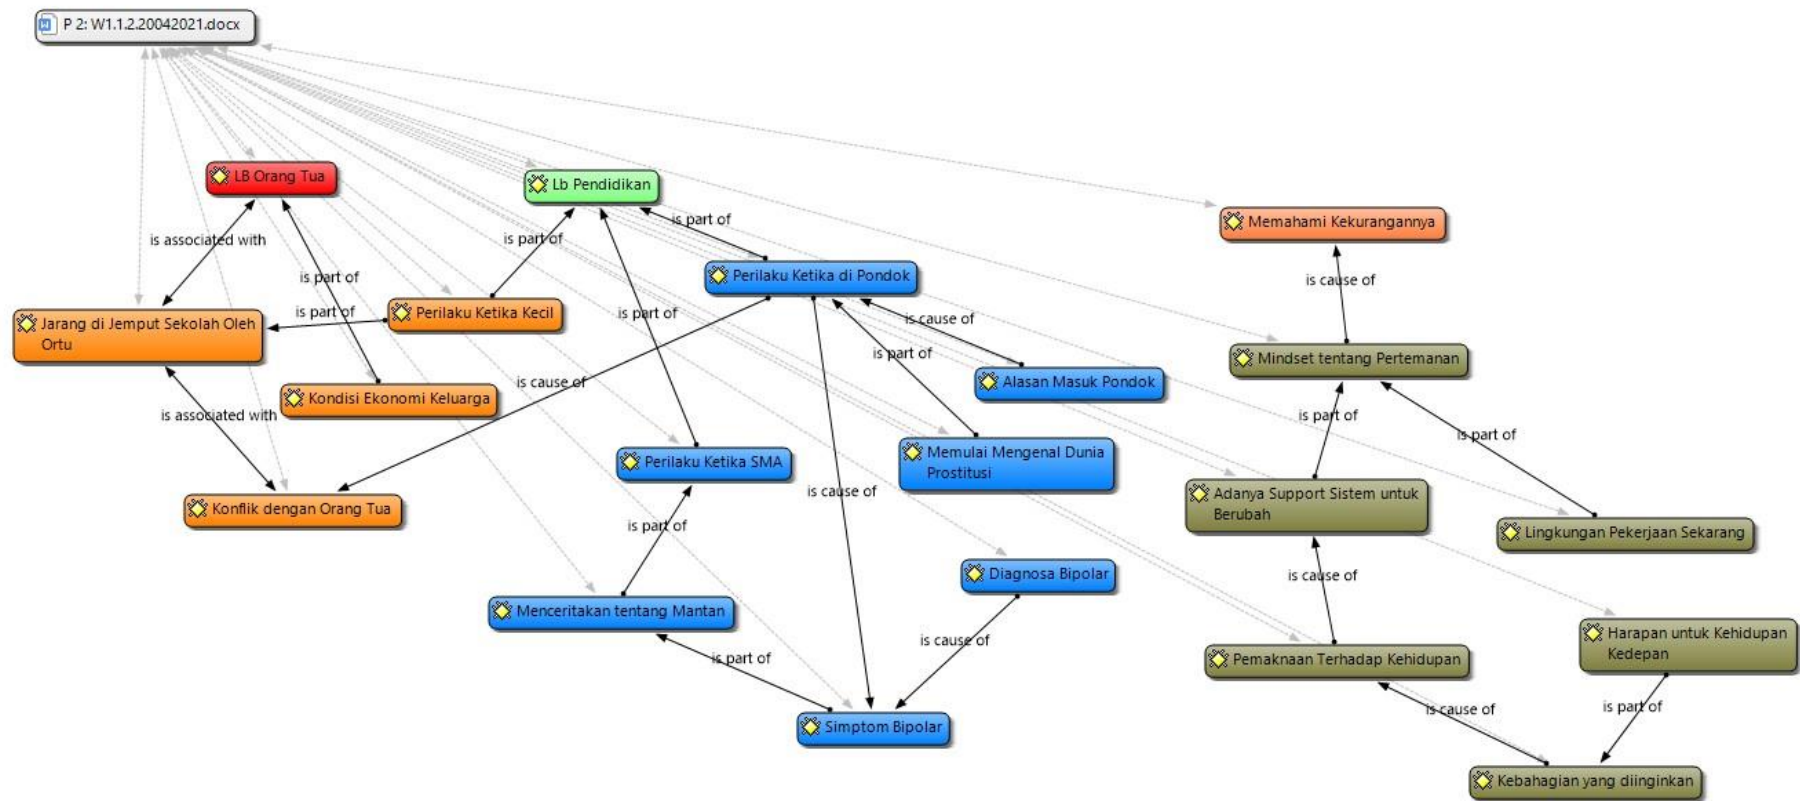 P 2: W1.1.2.20042021.docx
LB Orang Tua
Lb Pendidikan
is part of
Memahami Kekurangannya
is associated with
is part of
is part of
Perilaku Ketika di Pondok
is cause of
Jarang di Jemput Sekolah Oleh
Ortu
is part of
Perilaku Ketika Kecil
is part of
is cause of
is part of
Mindset tentang Pertemanan
is cause of
Alasan Masuk Pondok
Kondisi Ekonomi Keluarga
is associated with
is part of
is part of
Perilaku Ketika SMA
Memulai Mengenal Dunia
Prostitusi
is cause of
Adanya Support Sistem untuk
Berubah
Konflik dengan Orang Tua
is part of
Lingkungan Pekerjaan Sekarang
Diagnosa Bipolar
is cause of
Menceritakan tentang Mantan
is cause of
Harapan untuk Kehidupan
Kedepan
is part of
Pemaknaan Terhadap Kehidupan
Simptom Bipolar
is cause of
is part of
Kebahagian yang diinginkan